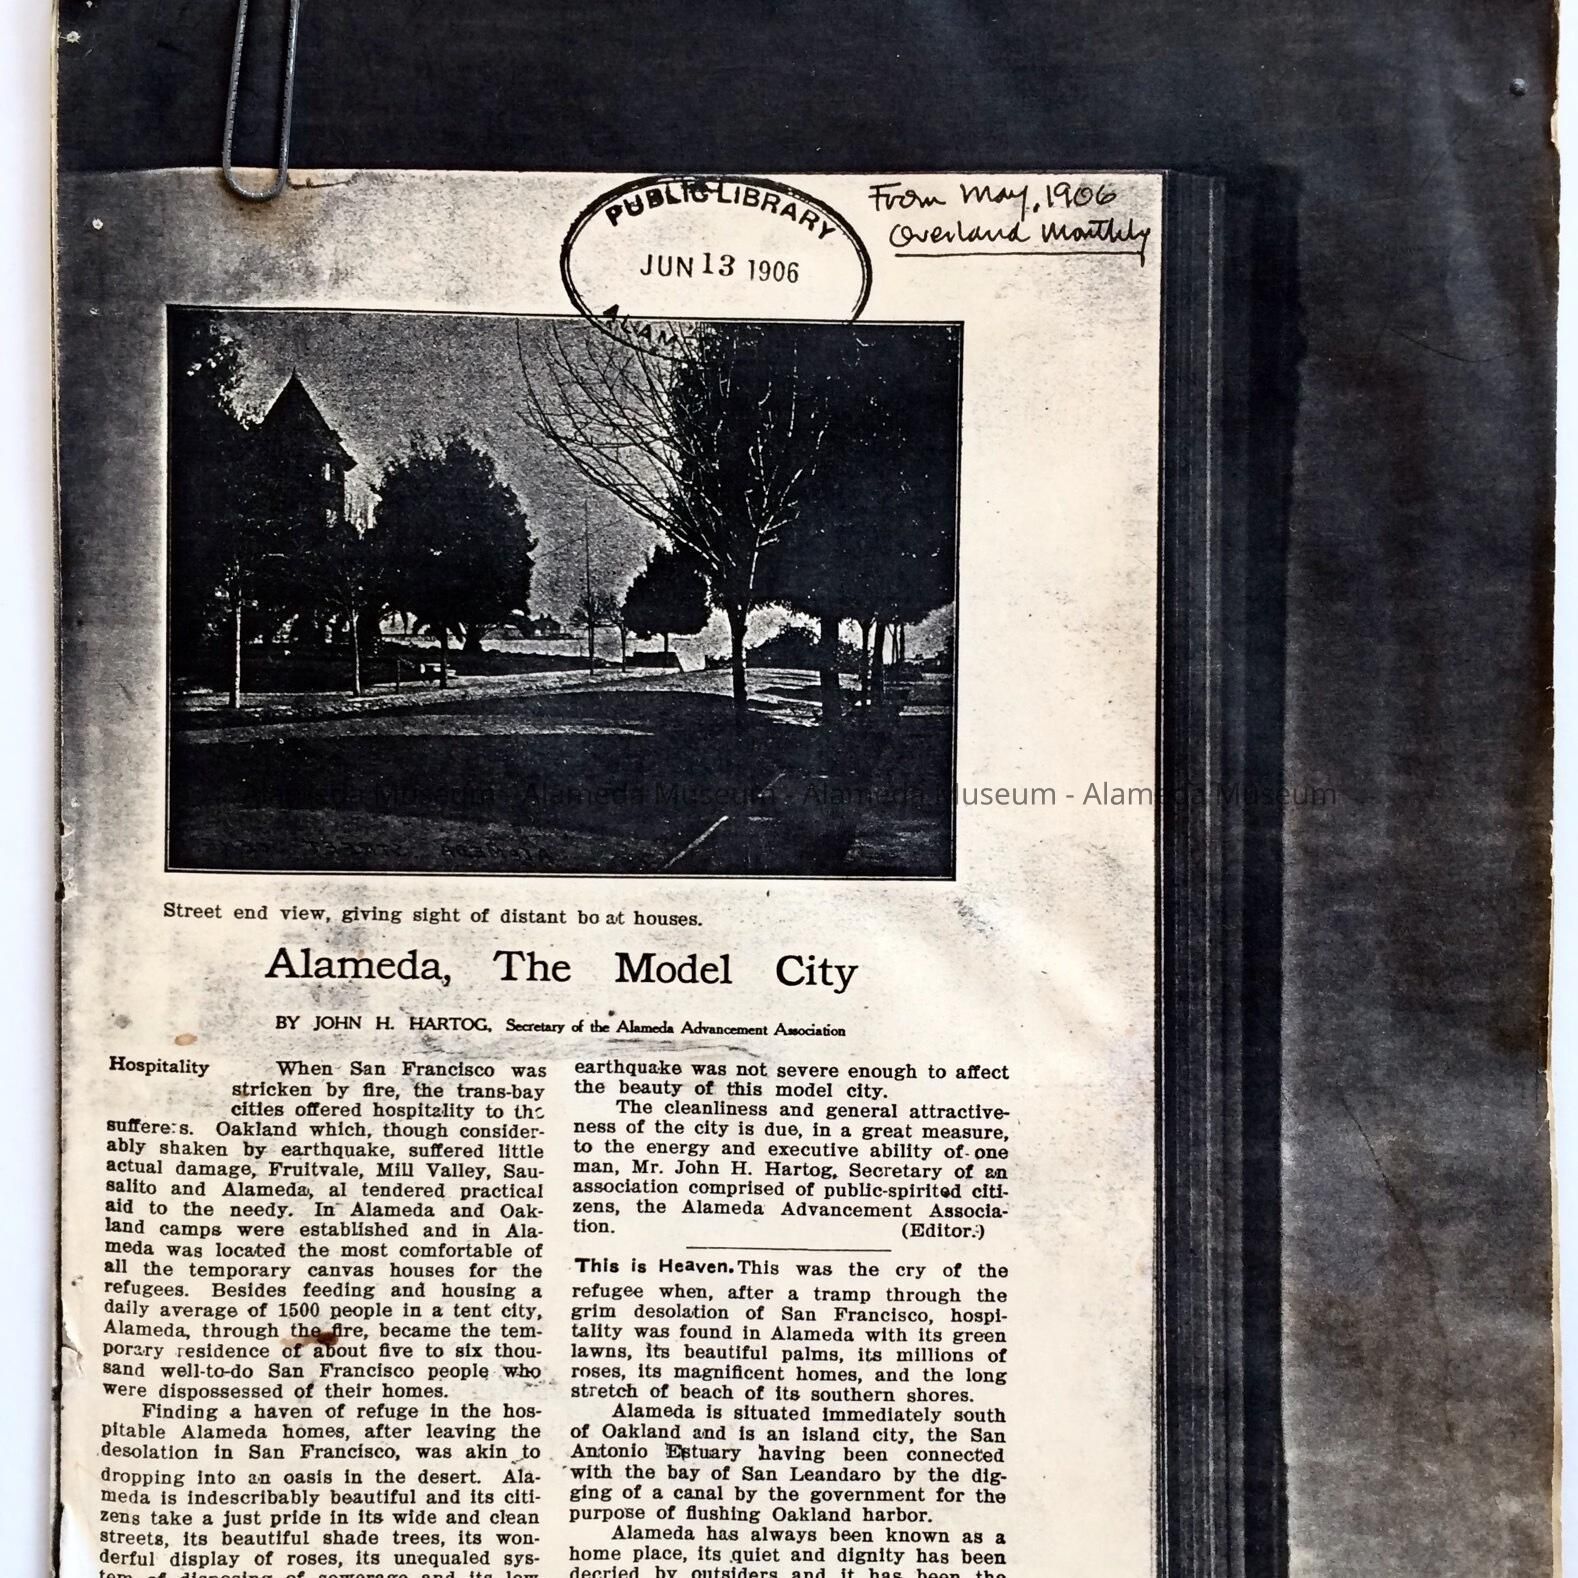 PUBLIC LIBRARY
JUN 13 1906
ALAM
From May, 1906
Overland Monthly
Alameda Museum - Alameda Museum - Alameda Museum - Alameda Museum
Street end view, giving sight of distant bo at houses.
Alameda, The Model City
BY JOHN H. HARTOG, Secretary of the Alameda Advancement Association
Hospitality When San Francisco was
stricken by fire, the trans-bay
cities offered hospitality to the
sufferers. Oakland which, though consider-
ably shaken by earthquake, suffered little
actual damage, Fruitvale, Mill Valley, Sau-
salito and Alameda, al tendered practical
aid to the needy. In Alameda and Oak-
land camps were established and in Ala-
meda was located the most comfortable of
all the temporary canvas houses for the
refugees. Besides feeding and housing a
daily average of 1500 people in a tent city,
Alameda, through the fire, became the tem-
porary residence of about five to six thou-
sand well-to-do San Francisco people who
were dispossessed of their homes.
Finding a haven of refuge in the hos-
pitable Alameda homes, after leaving the
desolation in San Francisco, was akin to
dropping into an oasis in the desert. Ala-
meda is indescribably beautiful and its citi-
zens take a just pride in its wide and clean
streets, its beautiful shade trees, its won-
derful display of roses, its unequaled sys-
tem of disposing of sewerage and its low
earthquake was not severe enough to affect
the beauty of this model city.
The cleanliness and general attractive-
ness of the city is due, in a great measure,
to the energy and executive ability of one
man, Mr. John H. Hartog, Secretary of an
association comprised of public-spirited citi-
zens, the Alameda Advancement Associa-
tion. (Editor.)
This is Heaven. This was the cry of the
refugee when, after a tramp through the
grim desolation of San Francisco, hospi-
tality was found in Alameda with its green
lawns, its beautiful palms, its millions of
roses, its magnificent homes, and the long
stretch of beach of its southern shores.
Alameda is situated immediately south
of Oakland and is an island city, the San
Antonio Estuary having been connected
with the bay of San Leandaro by the dig-
ging of a canal by the government for the
purpose of flushing Oakland harbor.
Alameda has always been known as a
home place, its quiet and dignity has been
decried by outsiders and it has been the